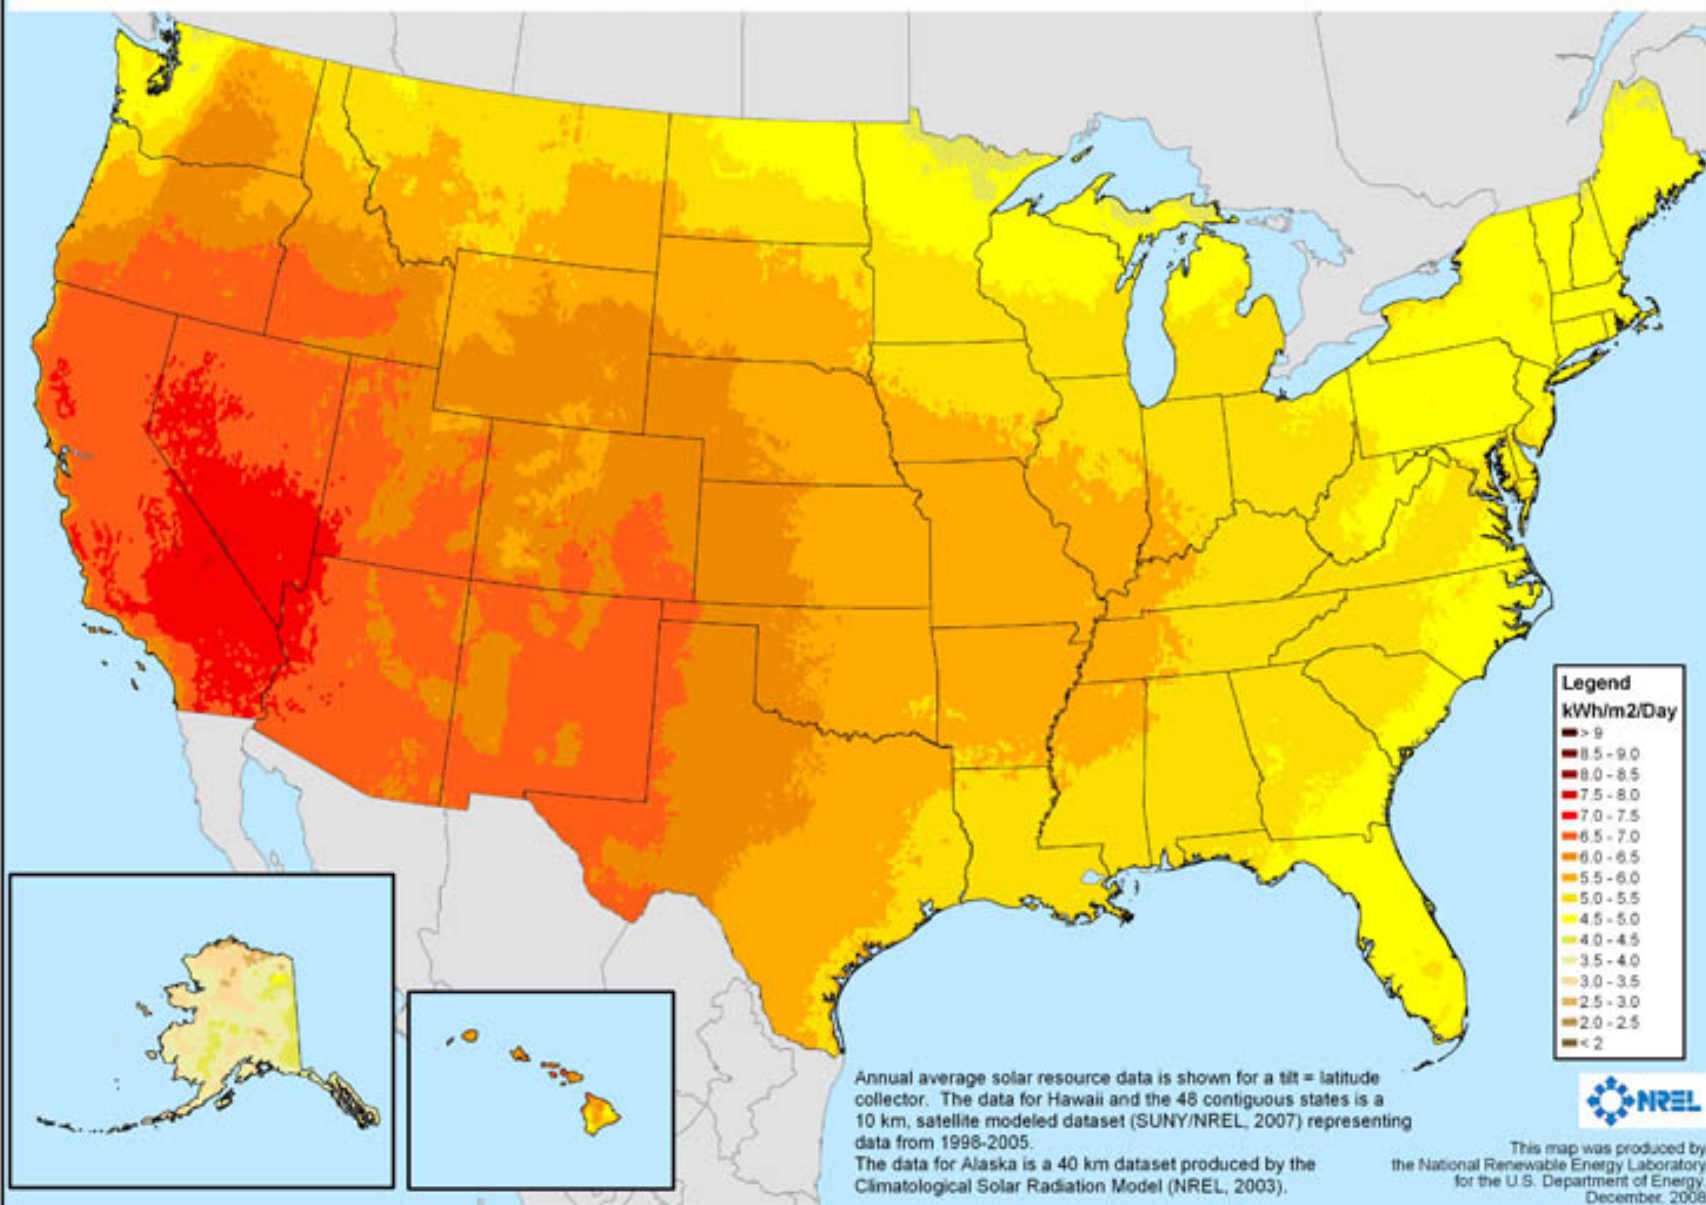 Legend
kWh/m2/Day
> 9
8.5 - 9.0
8.0 - 8.5
7.5 - 8.0
7.0 - 7.5
6.5 - 7.0
6.0 - 6.5
5.5 - 6.0
5.0 - 5.5
4.5 - 5.0
4.0 - 4.5
3.5 - 4.0
3.0 - 3.5
2.5 - 3.0
2.0 - 2.5
< 2
Annual average solar resource data is shown for a tilt = latitude
collector. The data for Hawaii and the 48 contiguous states is a
10 km, satellite modeled dataset (SUNY/NREL, 2007) representing
data from 1998-2005.
The data for Alaska is a 40 km dataset produced by the
Climatological Solar Radiation Model (NREL, 2003).
NREL
This map was produced by
the National Renewable Energy Laboratory
for the U.S. Department of Energy.
December, 2008